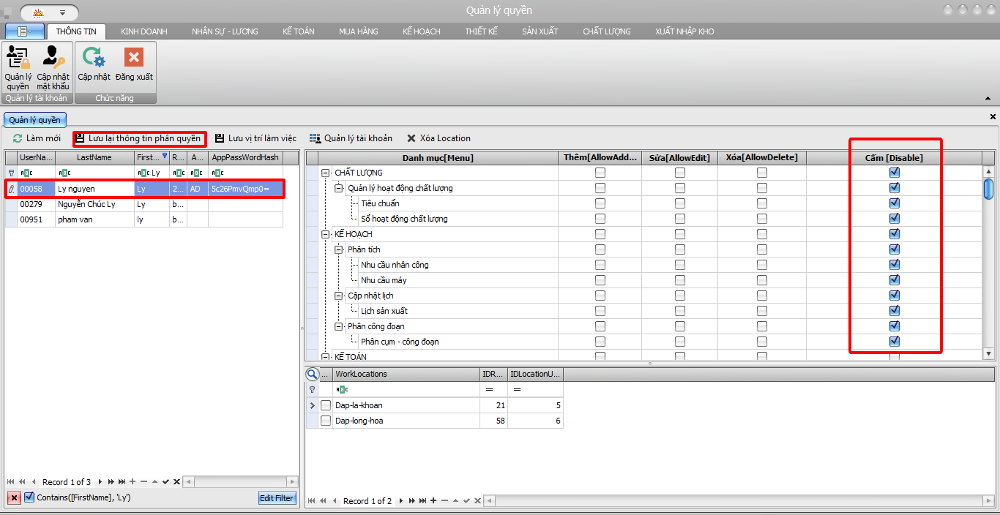 Quản lý quyền
THÔNG TIN KINH DOANH NHÂN SỰ - LƯƠNG KẾ TOÁN MUA HÀNG KẾ HOẠCH THIẾT KẾ SẢN XUẤT CHẤT LƯỢNG XUẤT NHẬP KHO
Quản lý quyền
Cập nhật mật khẩu
Cập nhật
Đăng xuất
Quản lý tài khoản
Chức năng
Quản lý quyền
Làm mới Lưu lại thông tin phân quyền Lưu vị trí làm việc Quản lý tài khoản Xóa Location
UserNa... LastName First... R... A... AppPassWordHash
Ly
00058 Ly nguyen Ly 2... AD 5c26PmvQmp0=
00279 Nguyễn Chúc Ly Ly b...
00951 pham van ly b...
Record 1 of 3
Contains([FirstName], 'Ly')
Edit Filter
Danh mục[Menu] Thêm[AllowAdd... Sửa[AllowEdit] Xóa[AllowDelete] Cấm [Disable]
CHẤT LƯỢNG
Quản lý hoạt động chất lượng
Tiêu chuẩn
Sổ hoạt động chất lượng
KẾ HOẠCH
Phân tích
Nhu cầu nhân công
Nhu cầu máy
Cập nhật lịch
Lịch sản xuất
Phân công đoạn
Phân cụm - công đoạn
KẾ TOÁN
... WorkLocations IDR... IDLocationU...
= =
Dap-la-khoan 21 5
Dap-long-hoa 58 6
Record 1 of 2